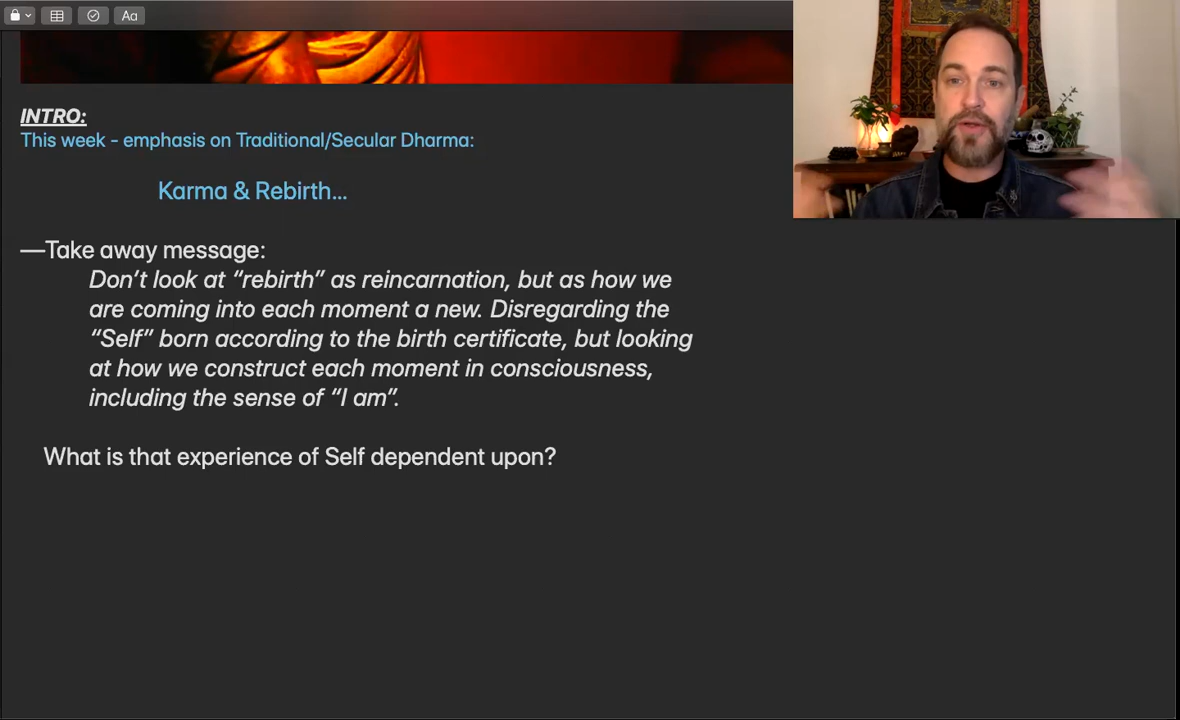 Aa
INTRO:
This week - emphasis on Traditional/Secular Dharma:
Karma & Rebirth...
—Take away message:
Don't look at “rebirth” as reincarnation, but as how we
are coming into each moment a new. Disregarding the
“Self” born according to the birth certificate, but looking
at how we construct each moment in consciousness,
including the sense of “I am”.
What is that experience of Self dependent upon?